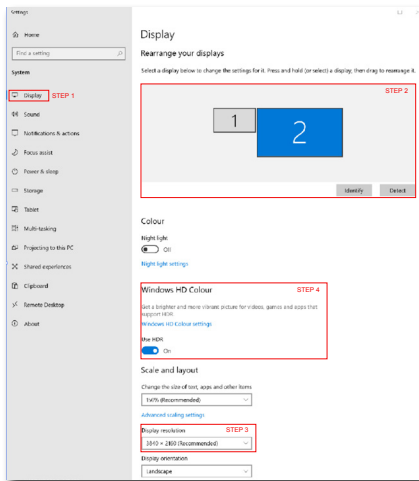 Settings
Home
Find a setting
System
Display
STEP 1
Sound
Notifications & actions
Focus assist
Power & sleep
Storage
Tablet
Multi-tasking
Projecting to this PC
Shared experiences
Clipboard
Remote Desktop
About
Display
Rearrange your displays
Select a display below to change the settings for it. Press and hold (or select) a display, then drag to rearrange it.
STEP 2
1
2
Identify
Detect
Colour
Night light
Off
Night light settings
Windows HD Colour
STEP 4
Get a brighter and more vibrant picture for videos, games and apps that
support HDR.
Windows HD Colour settings
Use HDR
On
Scale and layout
Change the size of text, apps and other items
150% (Recommended)
Advanced scaling settings
Display resolution
STEP 3
3840 × 2160 (Recommended)
Display orientation
Landscape